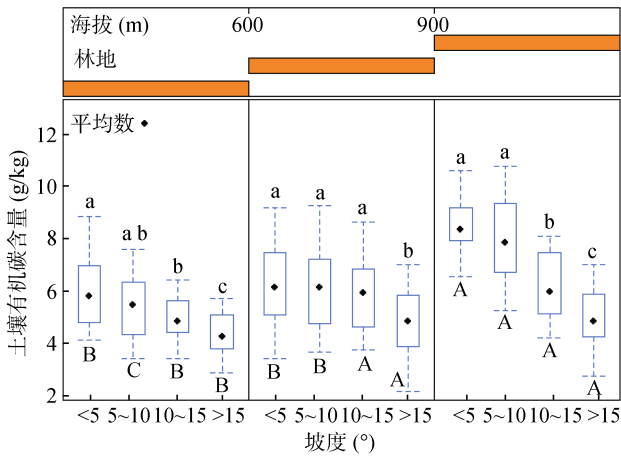 海拔 (m) 600 900
林地
平均数
土壤有机碳含量 (g/kg)
12
10
8
6
4
2
a ab b c
B C B B
a a a b
B B A A
a a b c
A A A A
<5 5~10 10~15 >15 <5 5~10 10~15 >15 <5 5~10 10~15 >15
坡度 (°)